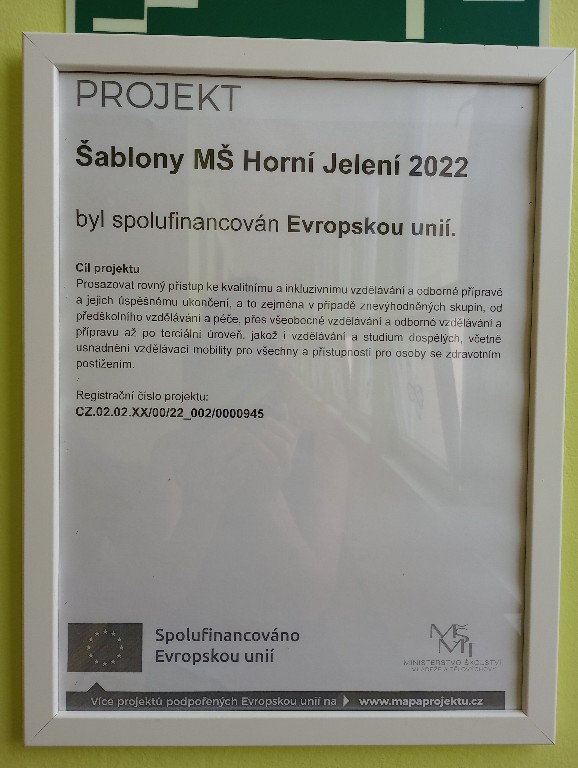 PROJEKT
Šablony MŠ Horní Jelení 2022
byl spolufinancován Evropskou unií.
Cíl projektu
Prosazovat rovný přístup ke kvalitnímu a inkluzivnímu vzdělávání a odborné přípravě
a jejich úspěšnému ukončení, a to zejména v případě znevýhodněných skupin, od
předškolního vzdělávání a péče, přes všeobecné vzdělávání a odborné vzdělávání a
přípravu až po terciální úroveň, jakož i vzdělávání a studium dospělých, včetně
usnadnění vzdělávací mobility pro všechny a přístupnosti pro osoby se zdravotním
postižením.
Registrační číslo projektu:
CZ.02.02.XX/00/22_002/0000945
Spolufinancováno
Evropskou unií
MŠMT
MINISTERSTVO ŠKOLSTVÍ
MLÁDEŽE A TĚLOVÝCHOVY
Více projektů podpořených Evropskou unií na www.mapaprojektu.cz